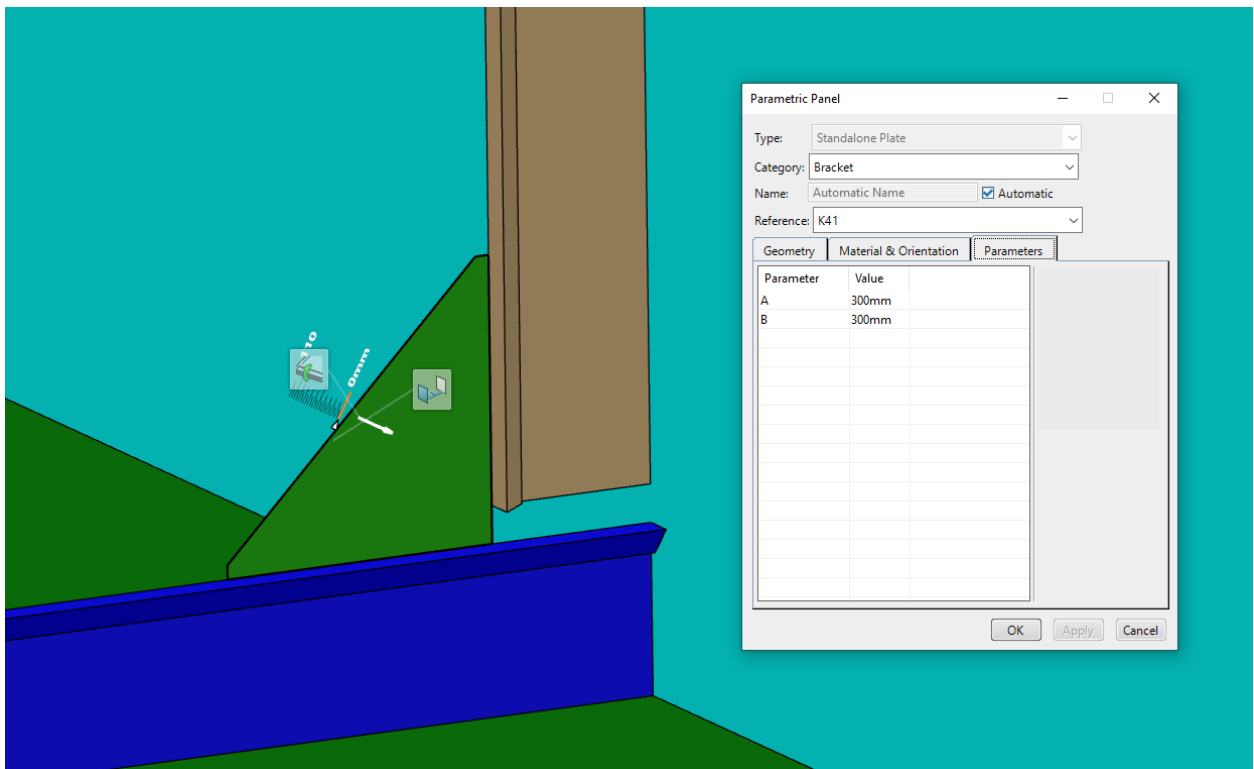 Parametric Panel
Type: Standalone Plate
Category: Bracket
Name: Automatic Name Automatic
Reference: K41
Geometry Material & Orientation Parameters
Parameter Value
A 300mm
B 300mm
OK Apply Cancel
0mm